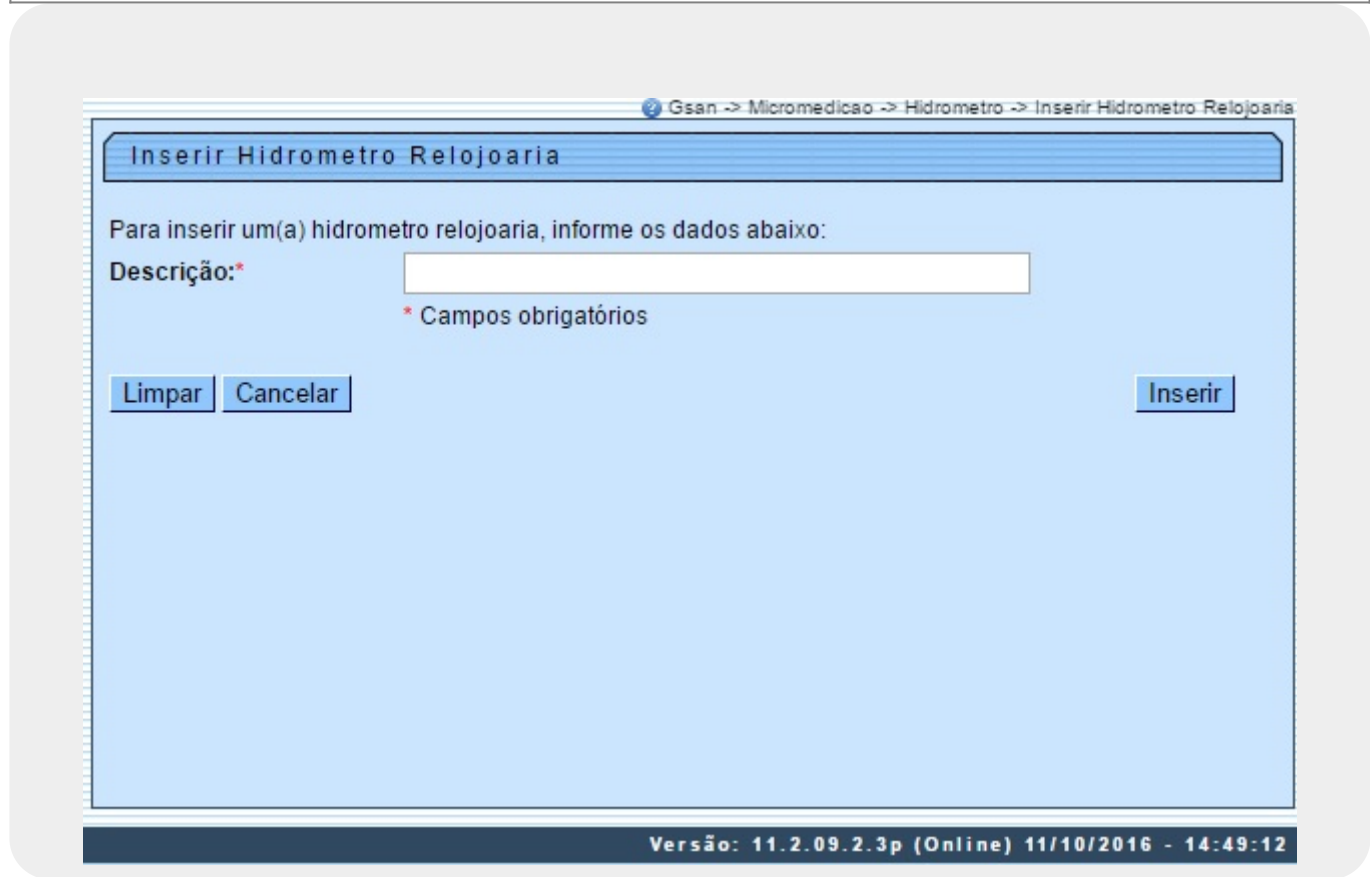 Gsan -> Micromedicao -> Hidrometro -> Inserir Hidrometro Relojoaria
Inserir Hidrometro Relojoaria
Para inserir um(a) hidrometro relojoaria, informe os dados abaixo:
Descrição:*
* Campos obrigatórios
Limpar Cancelar Inserir
Versão: 11.2.09.2.3p (Online) 11/10/2016 - 14:49:12